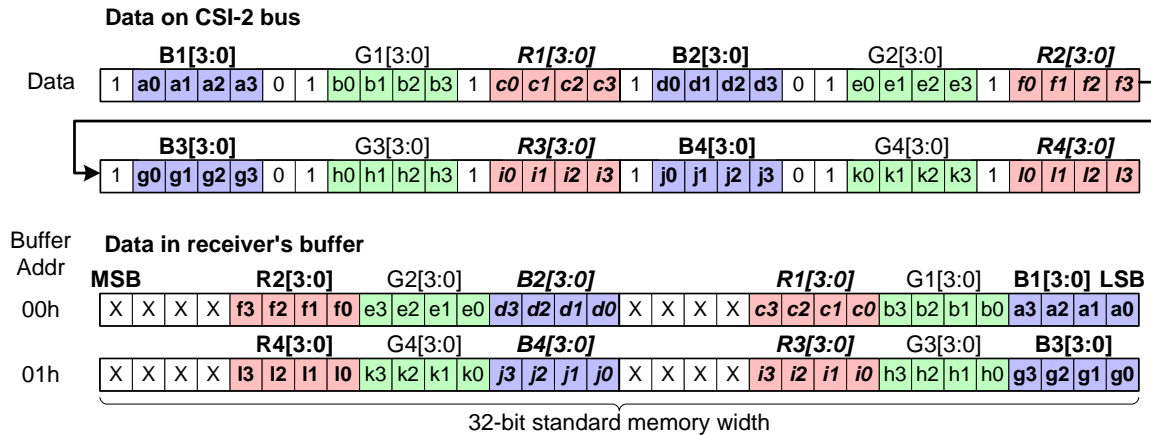 Data on CSI-2 bus
B1[3:0] G1[3:0] R1[3:0] B2[3:0] G2[3:0] R2[3:0]
Data 1 a0 a1 a2 a3 0 1 b0 b1 b2 b3 1 c0 c1 c2 c3 1 d0 d1 d2 d3 0 1 e0 e1 e2 e3 1 f0 f1 f2 f3
B3[3:0] G3[3:0] R3[3:0] B4[3:0] G4[3:0] R4[3:0]
1 g0 g1 g2 g3 0 1 h0 h1 h2 h3 1 i0 i1 i2 i3 1 j0 j1 j2 j3 0 1 k0 k1 k2 k3 1 l0 l1 l2 l3
Buffer Addr
Data in receiver's buffer
MSB R2[3:0] G2[3:0] B2[3:0] R1[3:0] G1[3:0] B1[3:0] LSB
00h X X X X f3 f2 f1 f0 e3 e2 e1 e0 d3 d2 d1 d0 X X X X c3 c2 c1 c0 b3 b2 b1 b0 a3 a2 a1 a0
R4[3:0] G4[3:0] B4[3:0] R3[3:0] G3[3:0] B3[3:0]
01h X X X X l3 l2 l1 l0 k3 k2 k1 k0 j3 j2 j1 j0 X X X X i3 i2 i1 i0 h3 h2 h1 h0 g3 g2 g1 g0
32-bit standard memory width